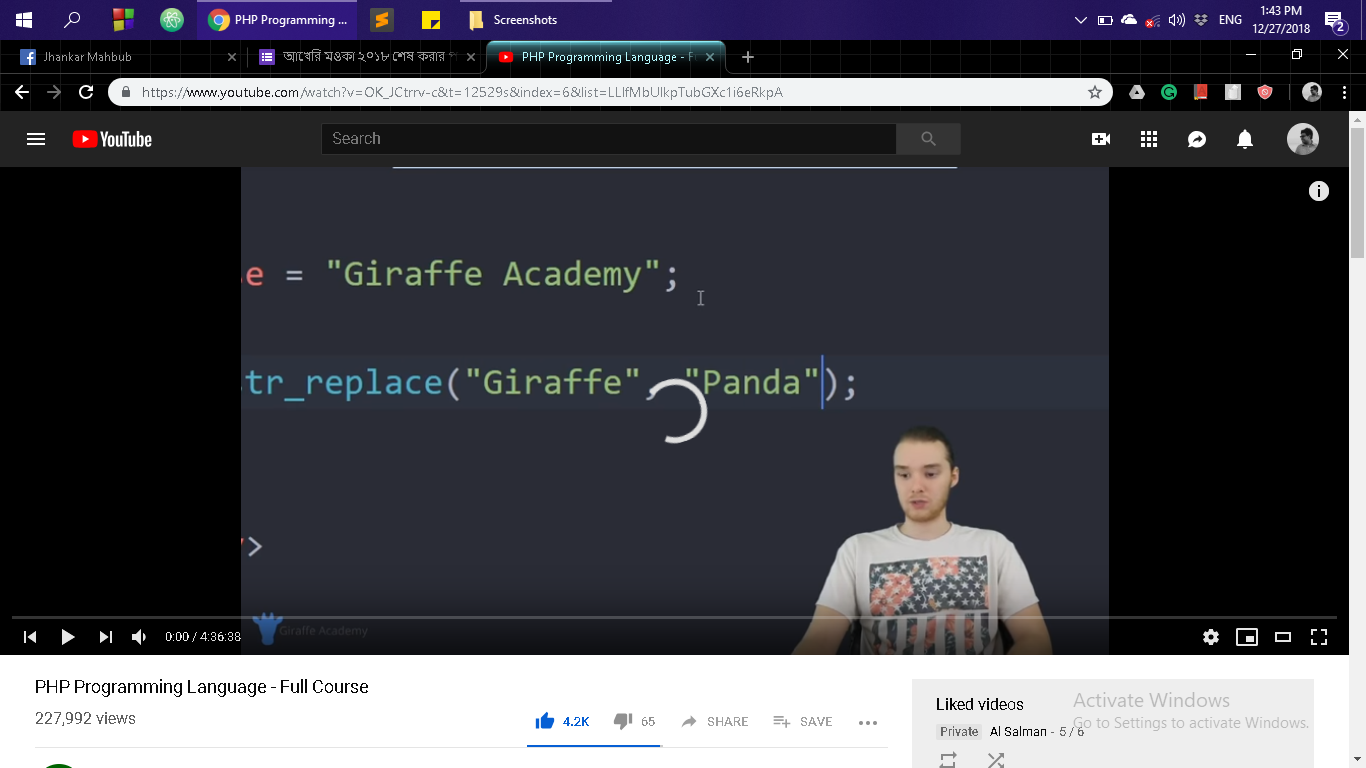 PHP Programming ...
Screenshots
ENG
1:43 PM
12/27/2018
2
Jhankar Mahbub
আখেরি মওকা ২০১৮ শেষ করার
PHP Programming Language - F
https://www.youtube.com/watch?v=OK_JCtrrv-c&t=12529s&index=6&list=LLlfMbUlkpTubGXc1i6eRkpA
YouTube
Search
e = "Giraffe Academy";
tr_replace("Giraffe", "Panda");
>
Giraffe Academy
0:00 / 4:36:38
PHP Programming Language - Full Course
227,992 views
4.2K
65
SHARE
SAVE
Liked videos
Private Al Salman - 5 / 6
Activate Windows
Go to Settings to activate Windows.